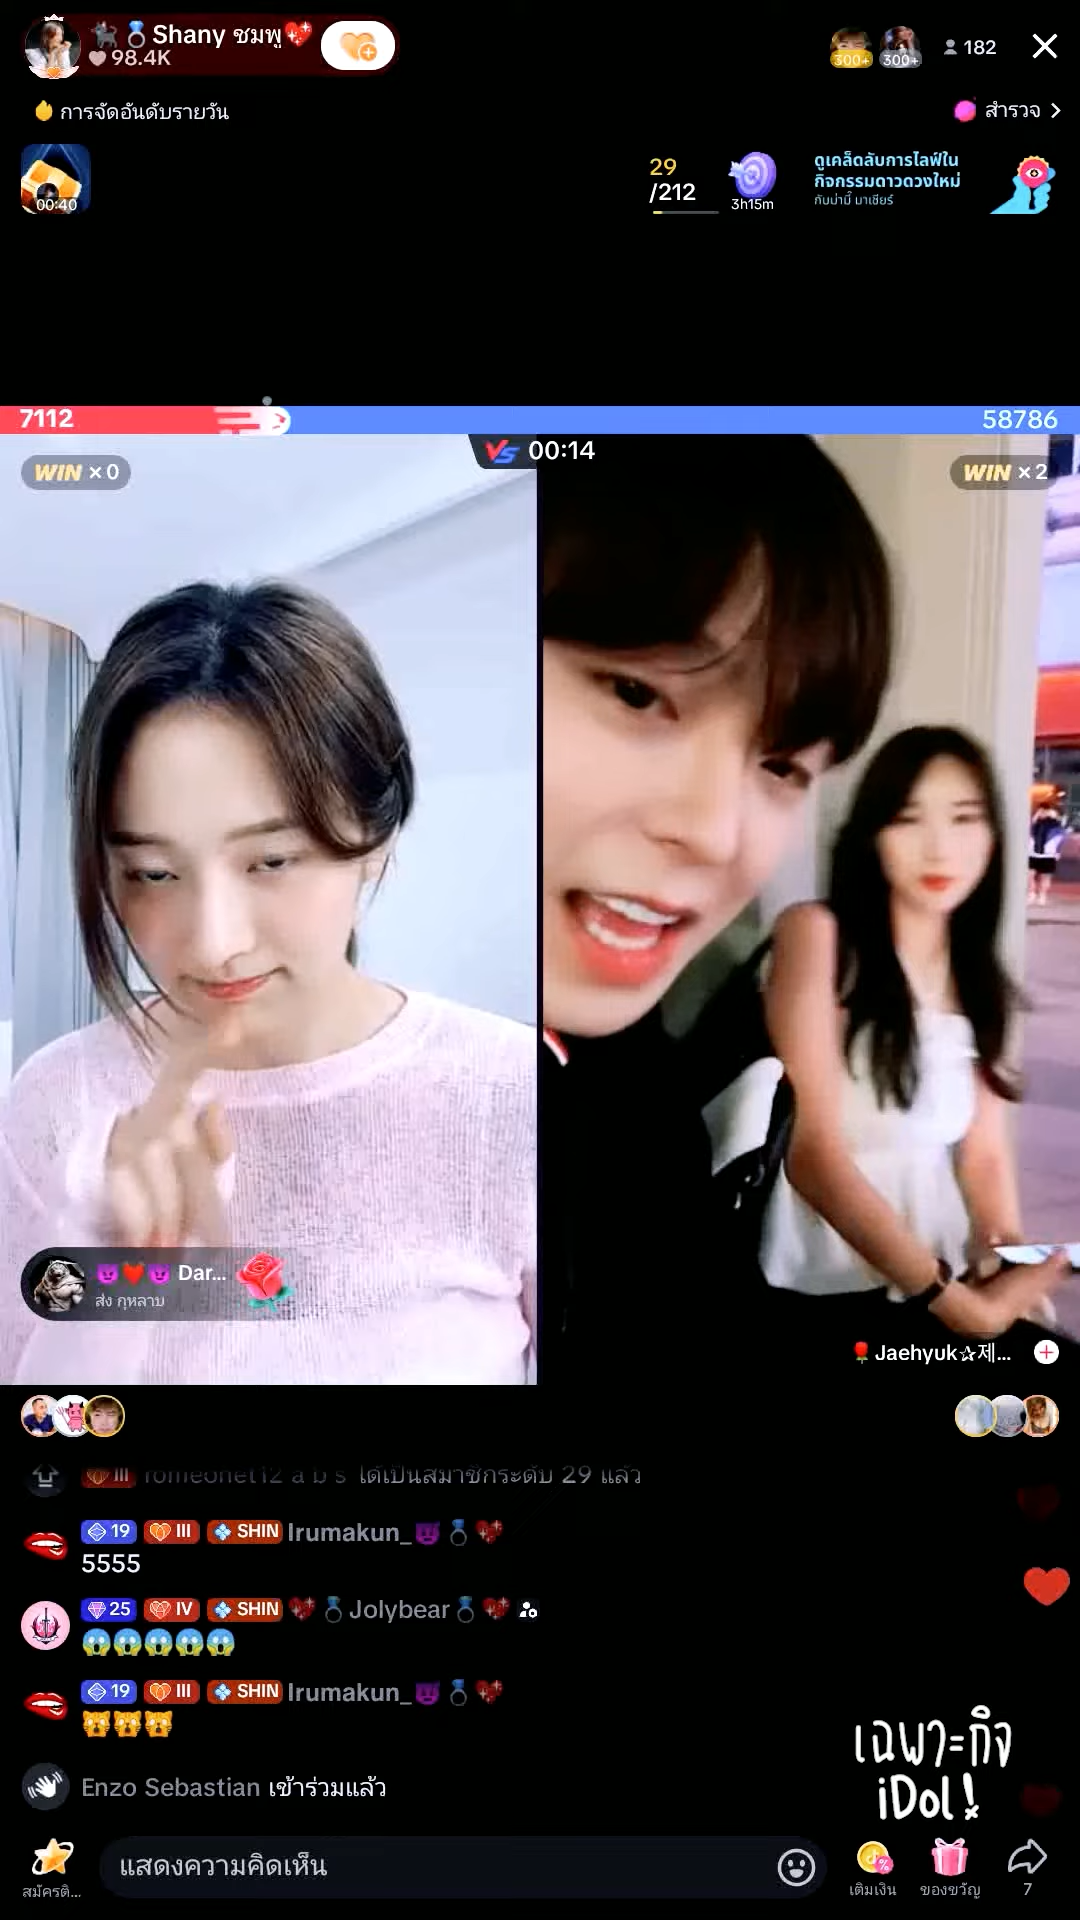 Shany ชมพู
98.4K
300+
300+
182
การจัดอันดับรายวัน
สำรวจ
00:40
29
/212
3h15m
ดูเคล็ดลับการไลฟ์ใน
กิจกรรมดาวดวงใหม่
กับน่ามี๊ มาเชียร์
7112
58786
VS 00:14
WIN ×0
WIN ×2
Dar...
ส่ง กุหลาบ
Jaehyuk✰제...
III romeonet12 a b s ได้เป็นสมาชิกระดับ 29 แล้ว
19 III SHIN Irumakun_
5555
25 IV SHIN Jolybear
19 III SHIN Irumakun_
Enzo Sebastian เข้าร่วมแล้ว
เฉพาะกิจ
iDol!
แสดงความคิดเห็น
สมัครติ...
เติมเงิน
ของขวัญ
7